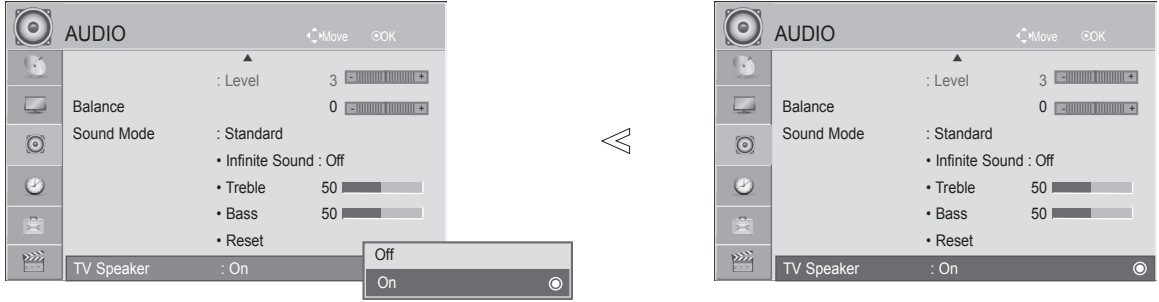 AUDIO Move OK
: Level 3 - +
Balance 0 - +
Sound Mode : Standard
• Infinite Sound : Off
• Treble 50
• Bass 50
• Reset
TV Speaker : On
Off
On
AUDIO Move OK
: Level 3 - +
Balance 0 - +
Sound Mode : Standard
• Infinite Sound : Off
• Treble 50
• Bass 50
• Reset
TV Speaker : On